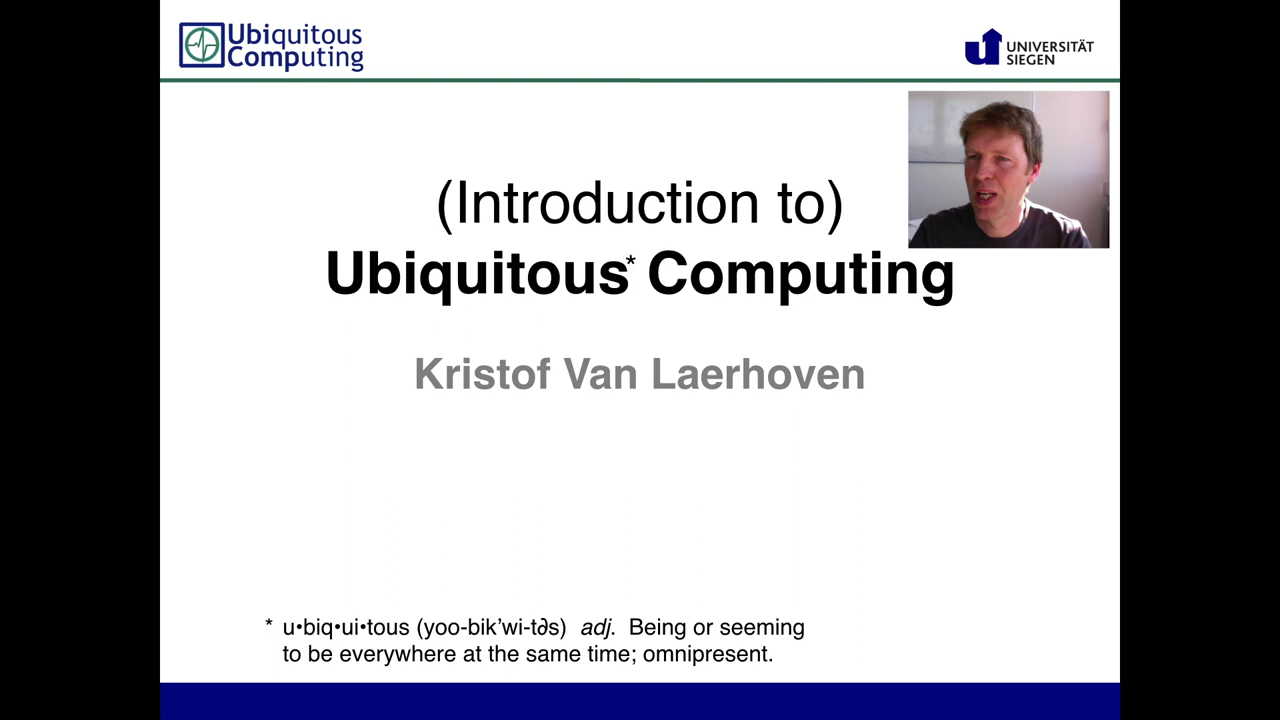 Ubiquitous
Computing
UNIVERSITÄT
SIEGEN
(Introduction to)
Ubiquitous* Computing
Kristof Van Laerhoven
* u•biq•ui•tous (yoo-bik’wi-t∂s) adj. Being or seeming
to be everywhere at the same time; omnipresent.